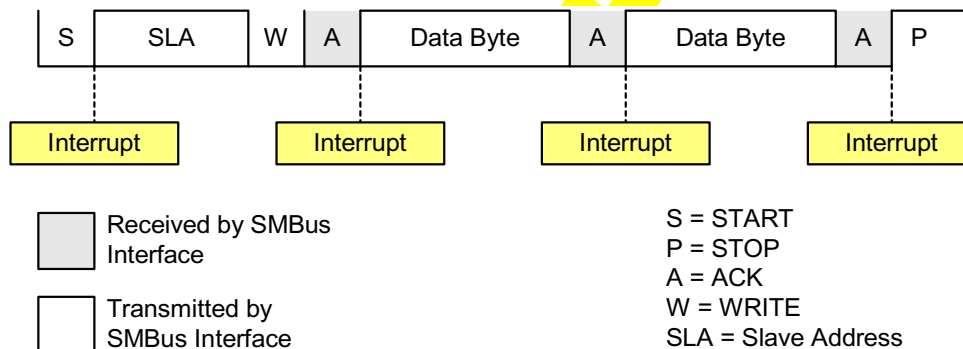 S SLA W A Data Byte A Data Byte A P
Interrupt Interrupt Interrupt Interrupt
Received by SMBus
Interface
Transmitted by
SMBus Interface
S = START
P = STOP
A = ACK
W = WRITE
SLA = Slave Address